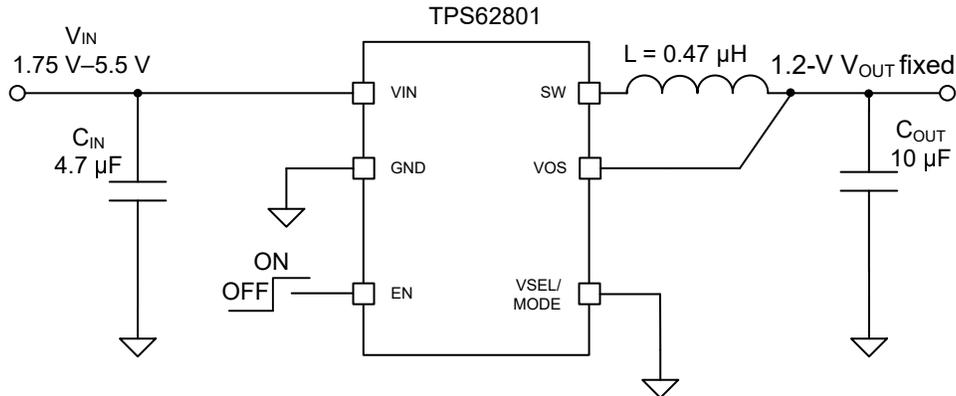 TPS62801
VIN
1.75 V–5.5 V
L = 0.47 µH
1.2-V VOUT fixed
VIN
SW
CIN
4.7 µF
COUT
10 µF
GND
VOS
ON
OFF
EN
VSEL/
MODE